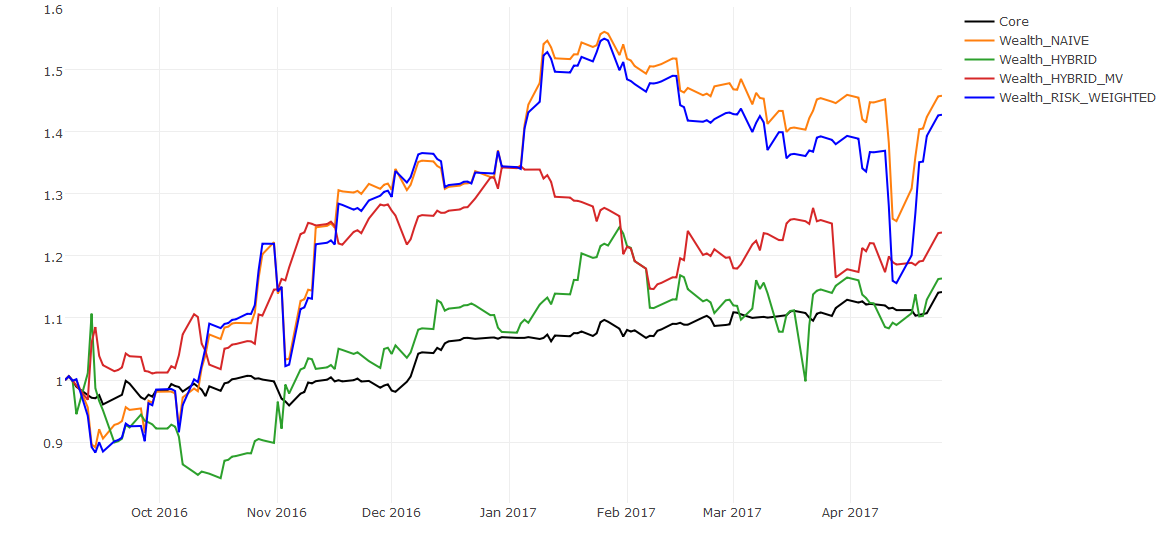 1.6
1.5
1.4
1.3
1.2
1.1
1
0.9
Oct 2016
Nov 2016
Dec 2016
Jan 2017
Feb 2017
Mar 2017
Apr 2017
Core
Wealth_NAIVE
Wealth_HYBRID
Wealth_HYBRID_MV
Wealth_RISK_WEIGHTED